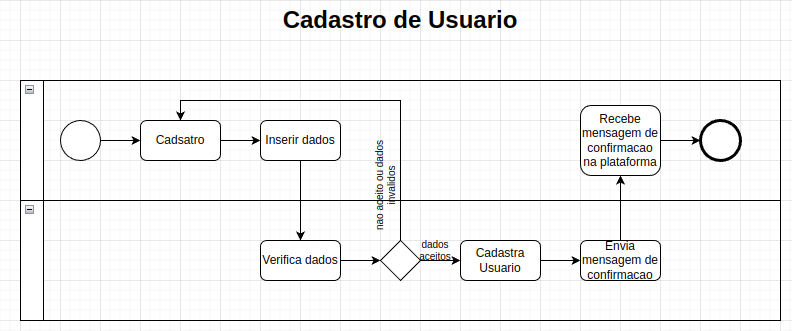 Cadastro de Usuario
Cadsatro
Inserir dados
nao aceito ou dados
invalidos
Recebe
mensagem de
confirmacao
na plataforma
Verifica dados
dados
aceitos
Cadastra
Usuario
Envia
mensagem de
confirmacao